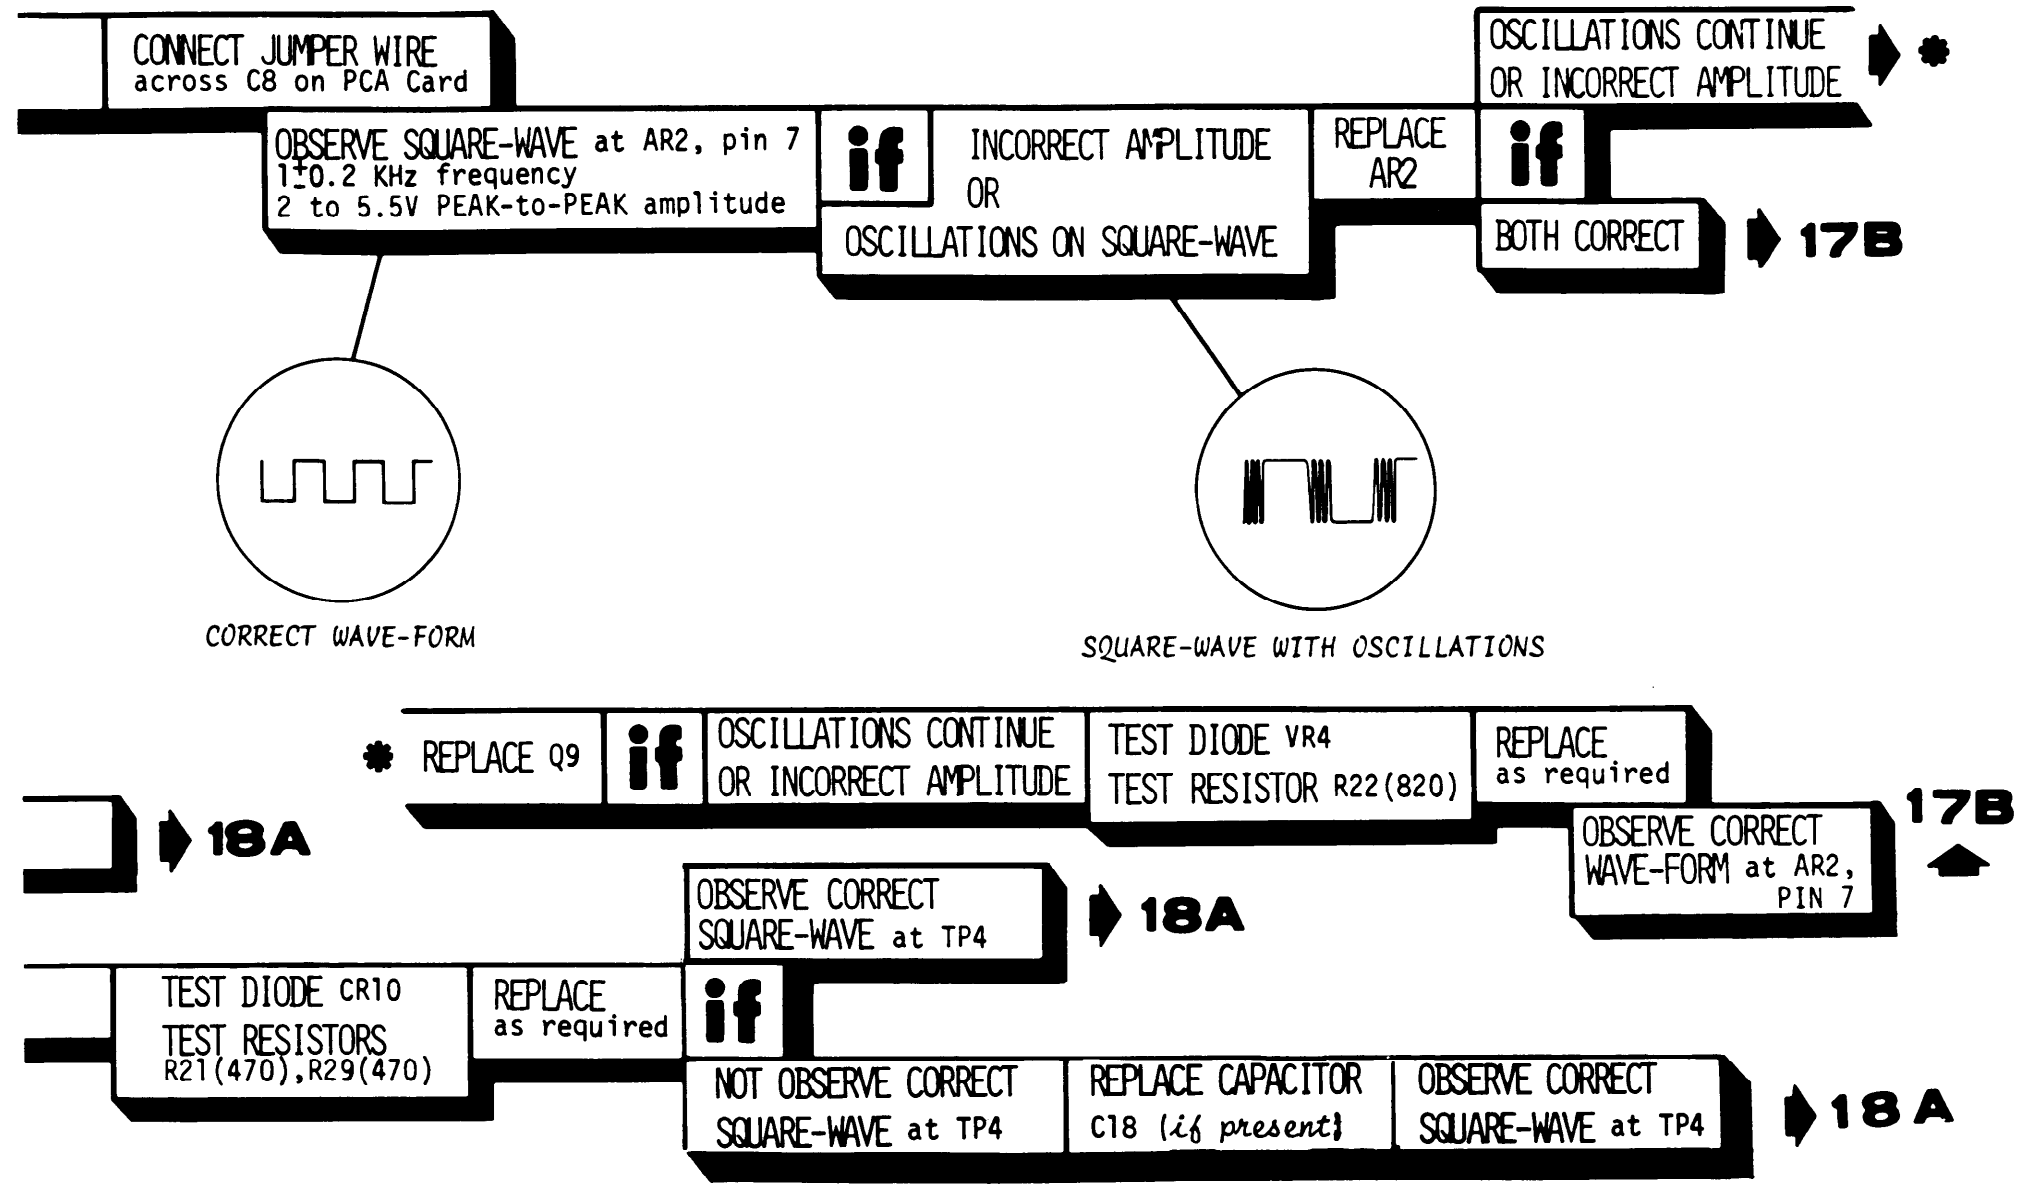 CONNECT JUMPER WIRE
across C8 on PCA Card
OBSERVE SQUARE-WAVE at AR2, pin 7
1±0.2 KHz frequency
2 to 5.5V PEAK-to-PEAK amplitude
if
INCORRECT AMPLITUDE
OR
OSCILLATIONS ON SQUARE-WAVE
REPLACE
AR2
if
OSCILLATIONS CONTINUE
OR INCORRECT AMPLITUDE
*
BOTH CORRECT
17B
CORRECT WAVE-FORM
SQUARE-WAVE WITH OSCILLATIONS
* REPLACE Q9
if
OSCILLATIONS CONTINUE
OR INCORRECT AMPLITUDE
TEST DIODE VR4
TEST RESISTOR R22(820)
REPLACE
as required
OBSERVE CORRECT
WAVE-FORM at AR2,
PIN 7
17B
18A
TEST DIODE CR10
TEST RESISTORS
R21(470),R29(470)
REPLACE
as required
if
OBSERVE CORRECT
SQUARE-WAVE at TP4
18A
NOT OBSERVE CORRECT
SQUARE-WAVE at TP4
REPLACE CAPACITOR
C18 (if present)
OBSERVE CORRECT
SQUARE-WAVE at TP4
18A